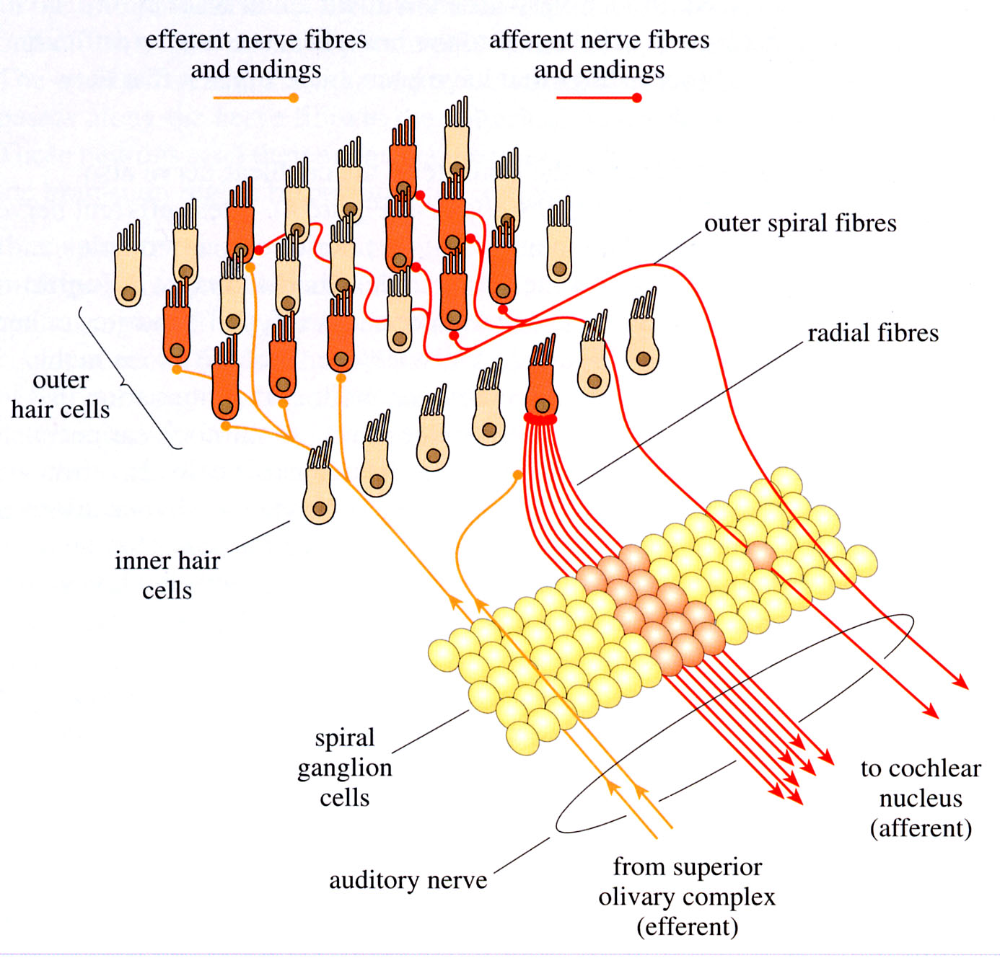 efferent nerve fibres
and endings
afferent nerve fibres
and endings
outer spiral fibres
radial fibres
outer
hair cells
inner hair
cells
spiral
ganglion
cells
to cochlear
nucleus
(afferent)
auditory nerve
from superior
olivary complex
(efferent)